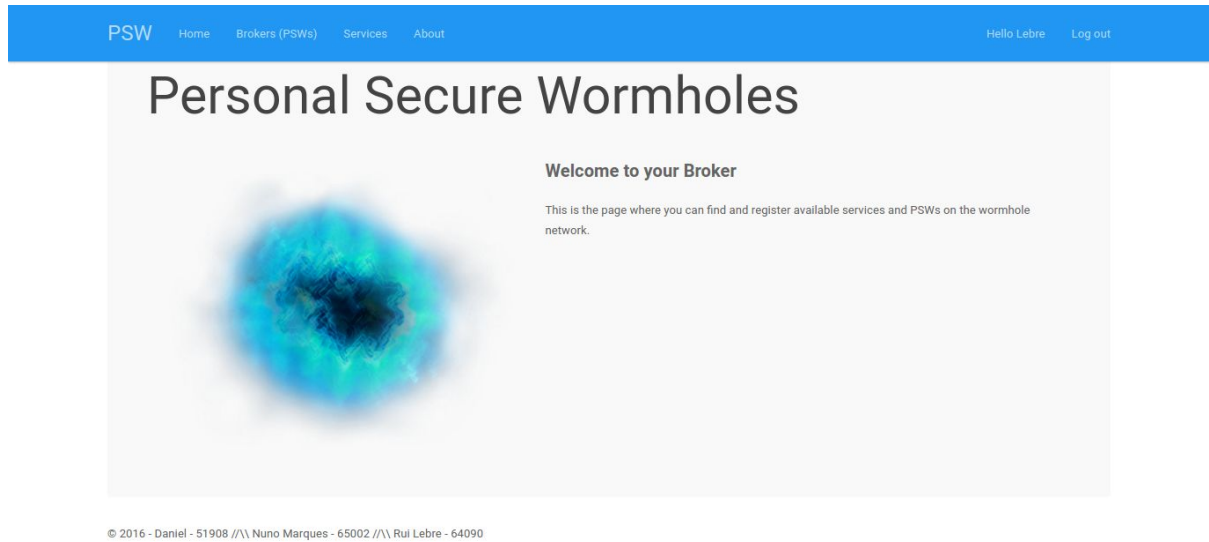 PSW Home Brokers (PSWs) Services About Hello Lebre Log out
Personal Secure Wormholes
Welcome to your Broker
This is the page where you can find and register available services and PSWs on the wormhole
network.
© 2016 - Daniel - 51908 //\\ Nuno Marques - 65002 //\\ Rui Lebre - 64090